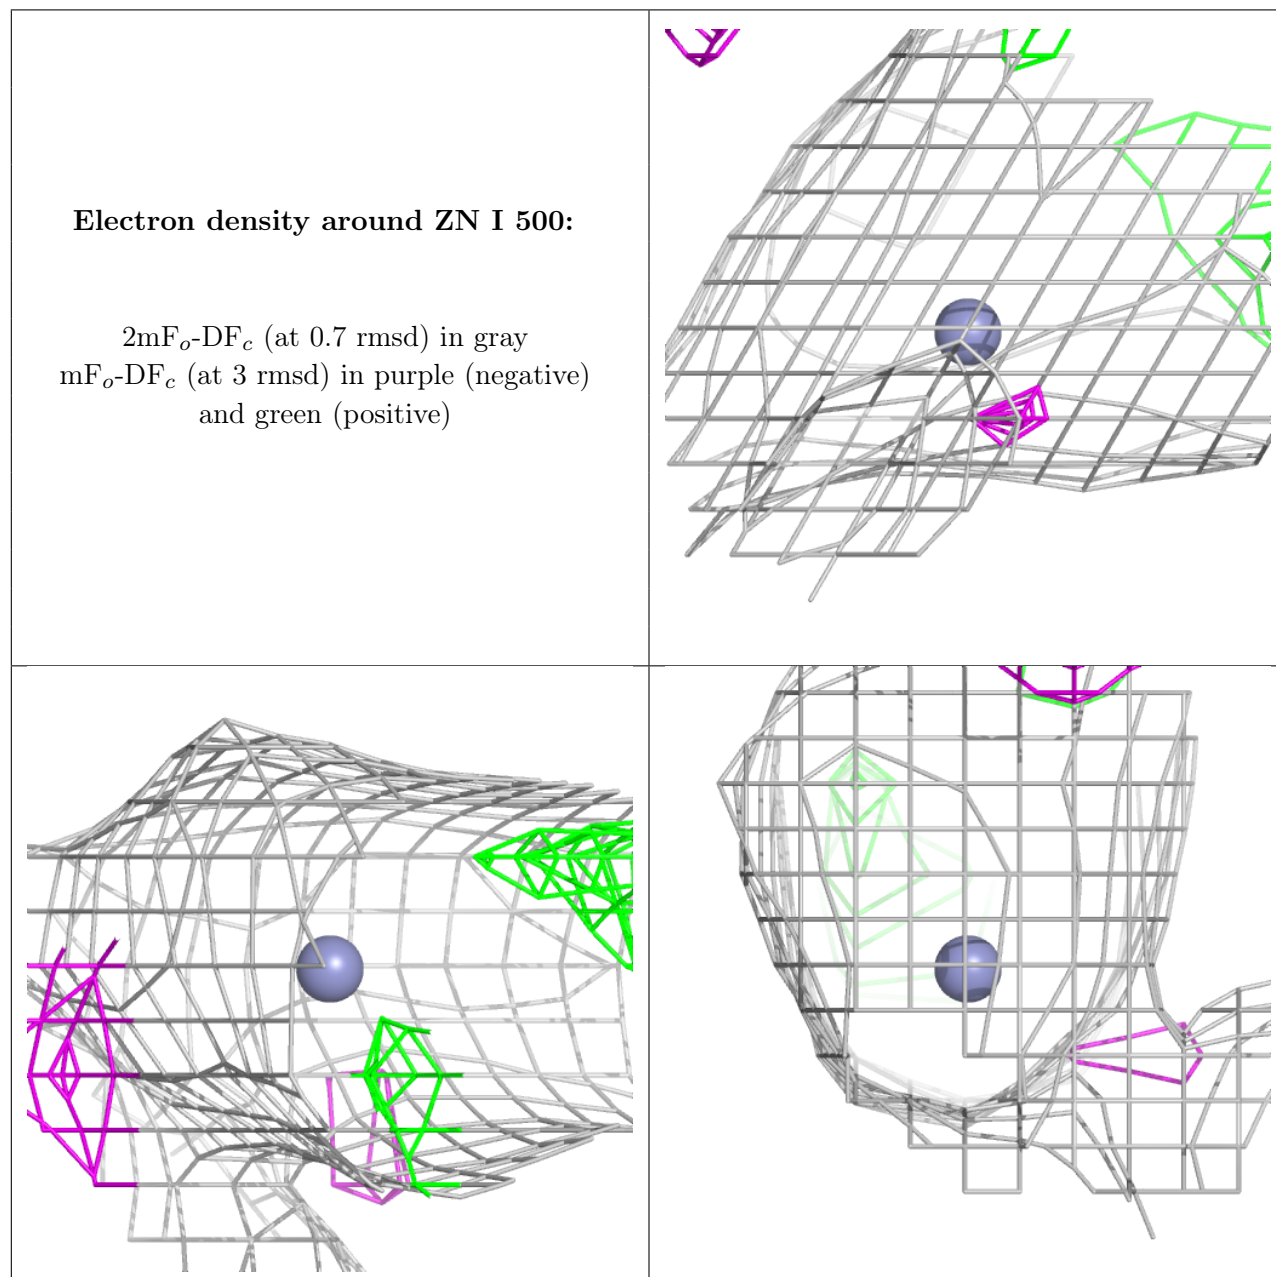 Electron density around ZN I 500:
2mFₒ-DF𝒸 (at 0.7 rmsd) in gray
mFₒ-DF𝒸 (at 3 rmsd) in purple (negative)
and green (positive)